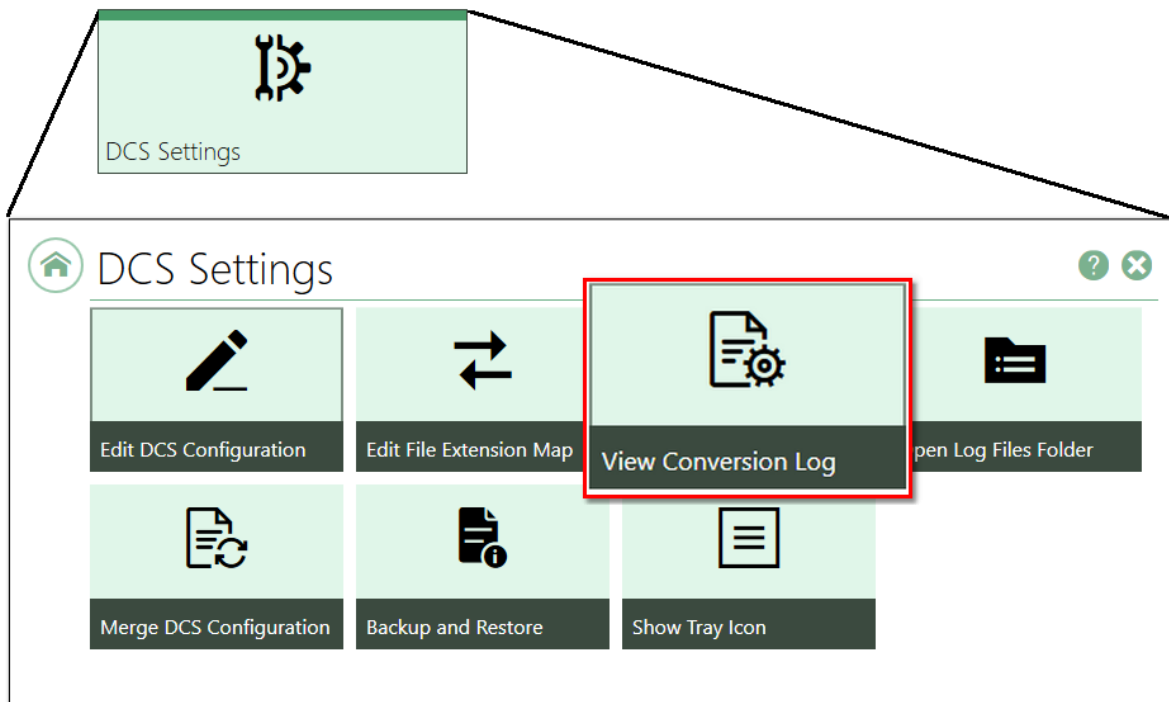 DCS Settings
DCS Settings
Edit DCS Configuration
Edit File Extension Map
View Conversion Log
pen Log Files Folder
Merge DCS Configuration
Backup and Restore
Show Tray Icon